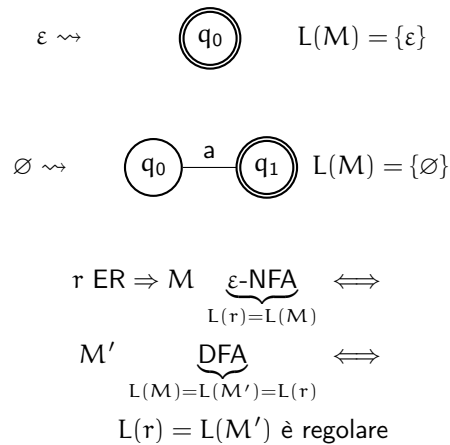 ε ⇝ q₀ L(M) = {ε}
a
∅ ⇝ q₀ q₁ L(M) = {∅}
r ER ⇒ M ε-NFA ⟺
L(r)=L(M)
M′ DFA ⟺
L(M)=L(M′)=L(r)
L(r) = L(M′) è regolare